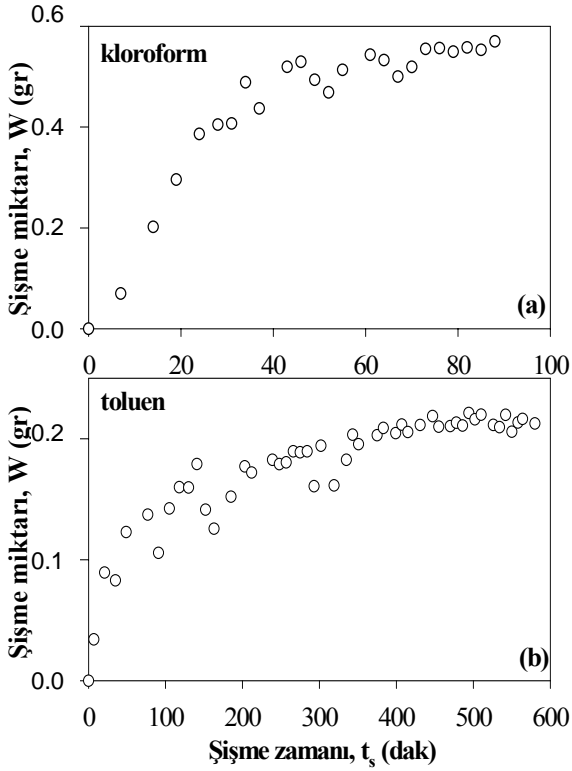 0.6
kloroform
0.4
0.2
0.0
Şişme miktarı, W (gr)
(a)
0 20 40 60 80 100
toluen
0.2
0.1
0.0
Şişme miktarı, W (gr)
(b)
0 100 200 300 400 500 600
Şişme zamanı, ts (dak)